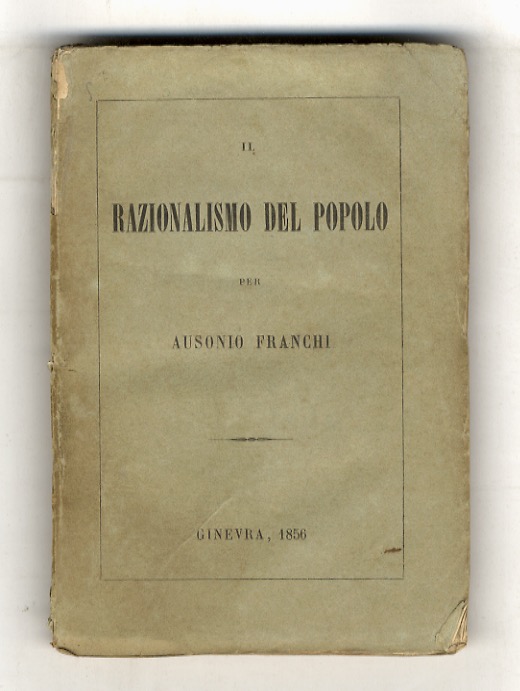 IL
RAZIONALISMO DEL POPOLO
PER
AUSONIO FRANCHI
GINEVRA, 1856